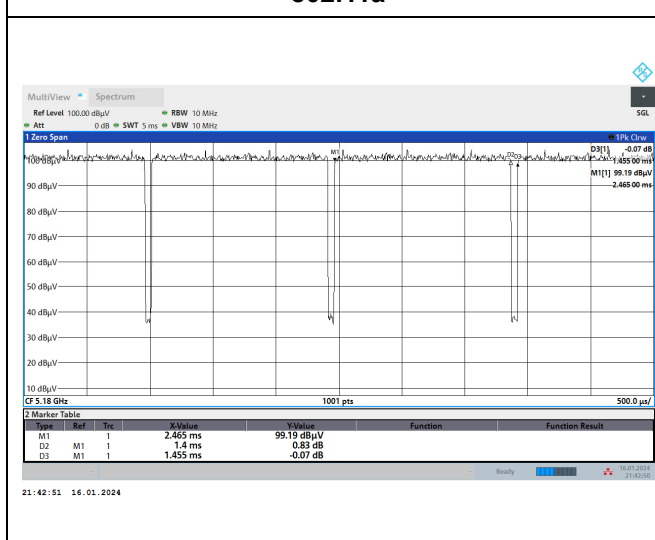 MultiView Spectrum
Ref Level 100.00 dBµV RBW 10 MHz SGL
Att 0 dB SWT 5 ms VBW 10 MHz
1 Zero Span 1Pk Clrw
M1 D2 D3 D3[1] -0.07 dB
100 dBµV 1.455 00 ms
M1[1] 99.19 dBµV
90 dBµV 2.465 00 ms
80 dBµV
70 dBµV
60 dBµV
50 dBµV
40 dBµV
30 dBµV
20 dBµV
10 dBµV
CF 5.18 GHz 1001 pts 500.0 µs/
2 Marker Table
Type Ref Trc X-Value Y-Value Function Function Result
M1 1 2.465 ms 99.19 dBµV
D2 M1 1 1.4 ms 0.83 dB
D3 M1 1 1.455 ms -0.07 dB
Ready 16.01.2024
21:42:50
21:42:51 16.01.2024